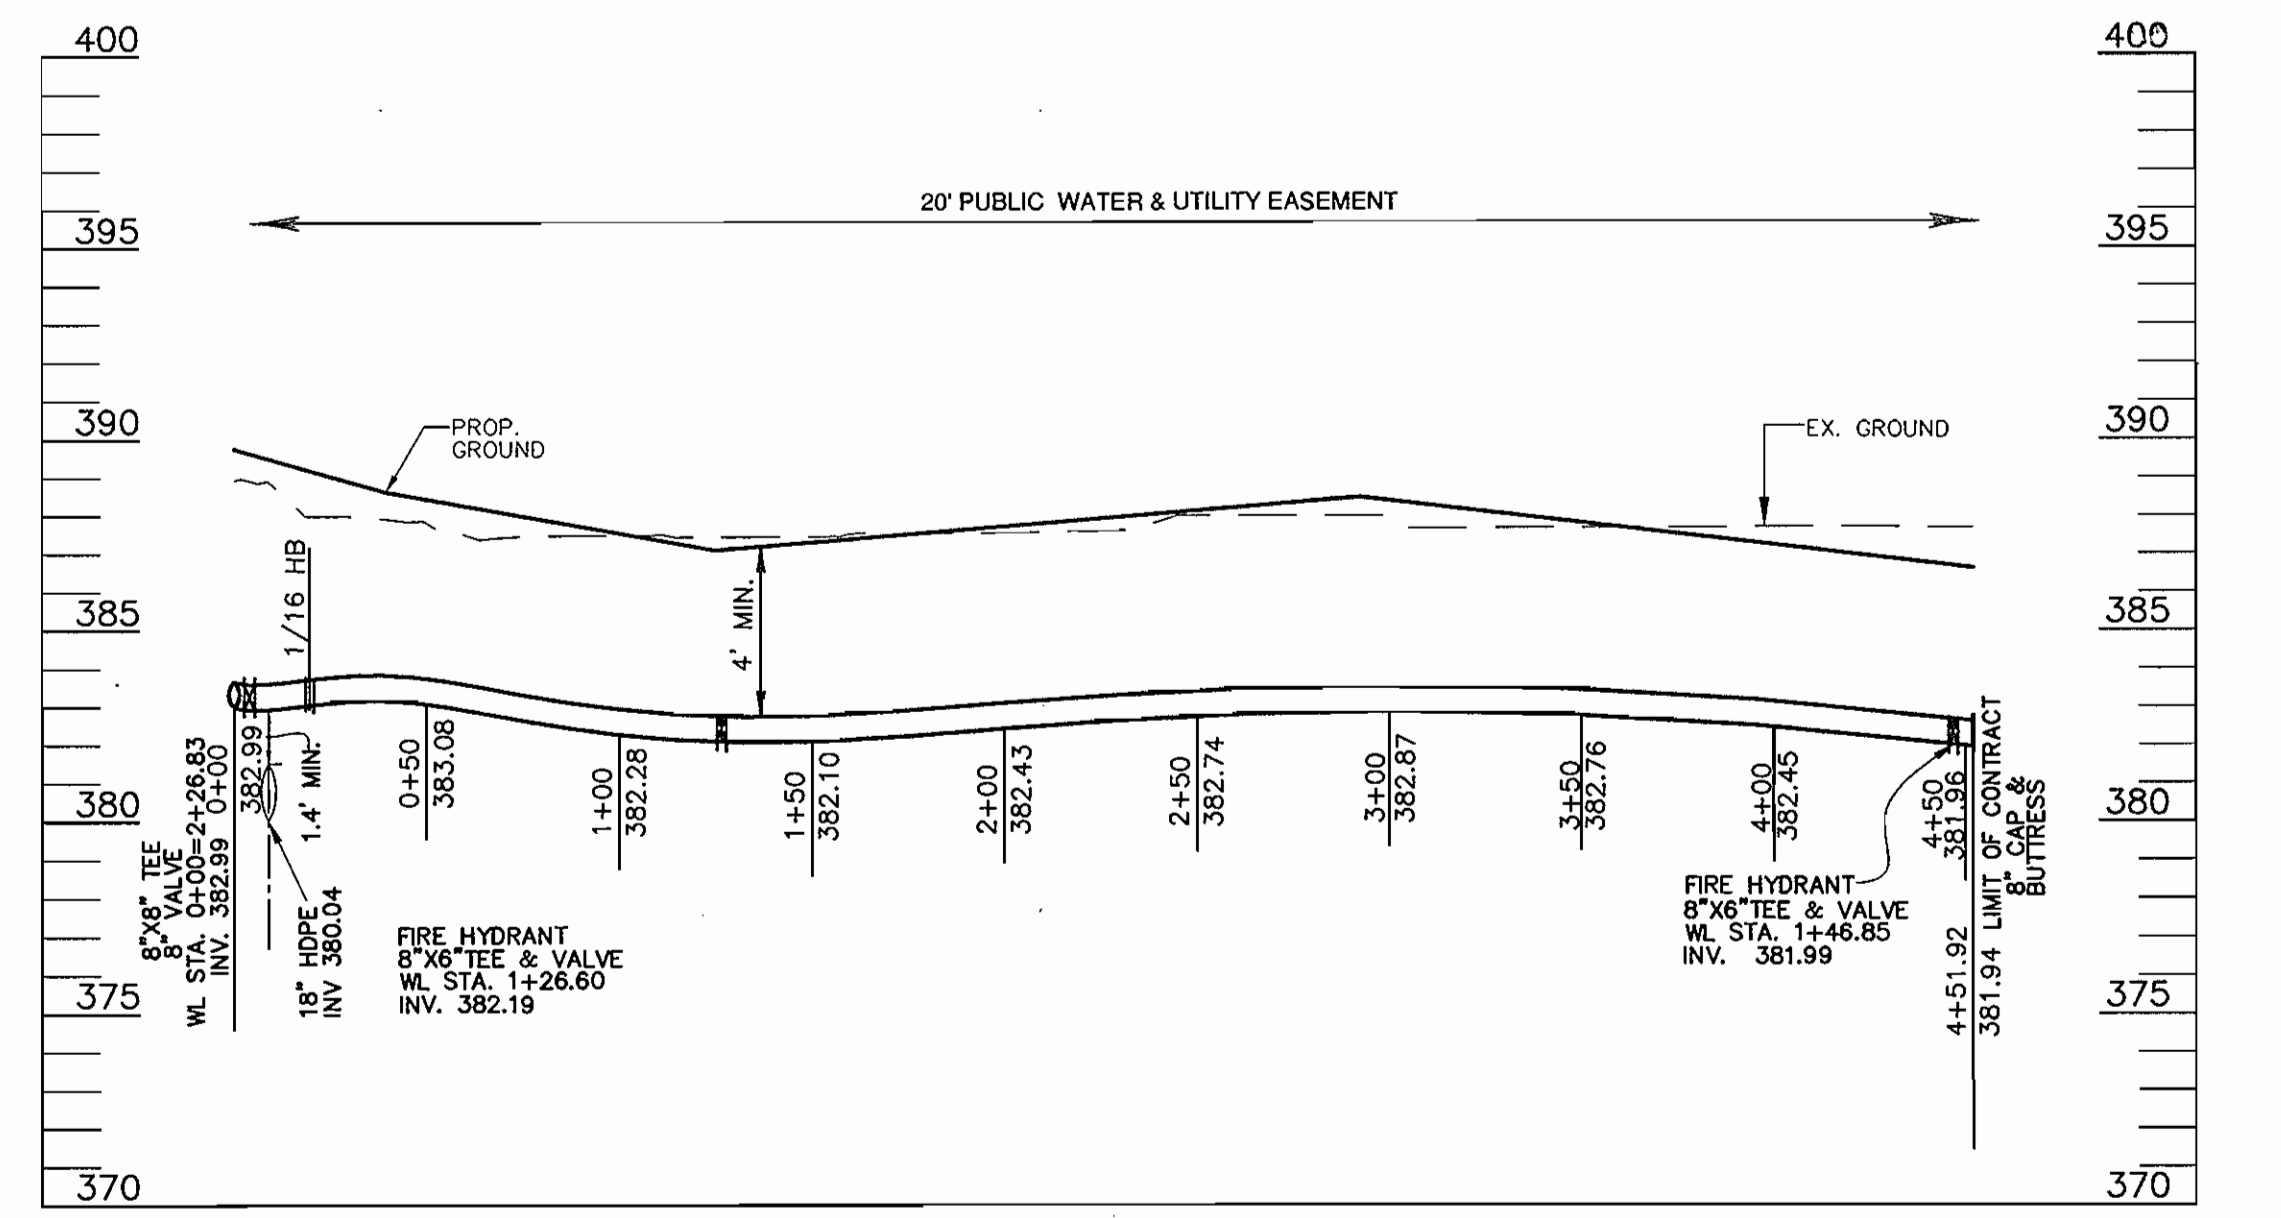 400
400
20' PUBLIC WATER & UTILITY EASEMENT
395
395
390
390
PROP.
GROUND
EX. GROUND
385
385
1/16 HB
4' MIN.
380
380
8"X8" TEE
8" VALVE
WL STA. 0+00=2+26.83
INV. 382.99 0+00
382.99
1.4' MIN.
18" HDPE
INV 380.04
0+50
383.08
1+00
382.28
1+50
382.10
2+00
382.43
2+50
382.74
3+00
382.87
3+50
382.76
4+00
382.45
4+50
381.96
4+51.92
381.94 LIMIT OF CONTRACT
8" CAP &
BUTTRESS
FIRE HYDRANT
8"X6"TEE & VALVE
WL STA. 1+26.60
INV. 382.19
FIRE HYDRANT
8"X6"TEE & VALVE
WL STA. 1+46.85
INV. 381.99
375
375
370
370